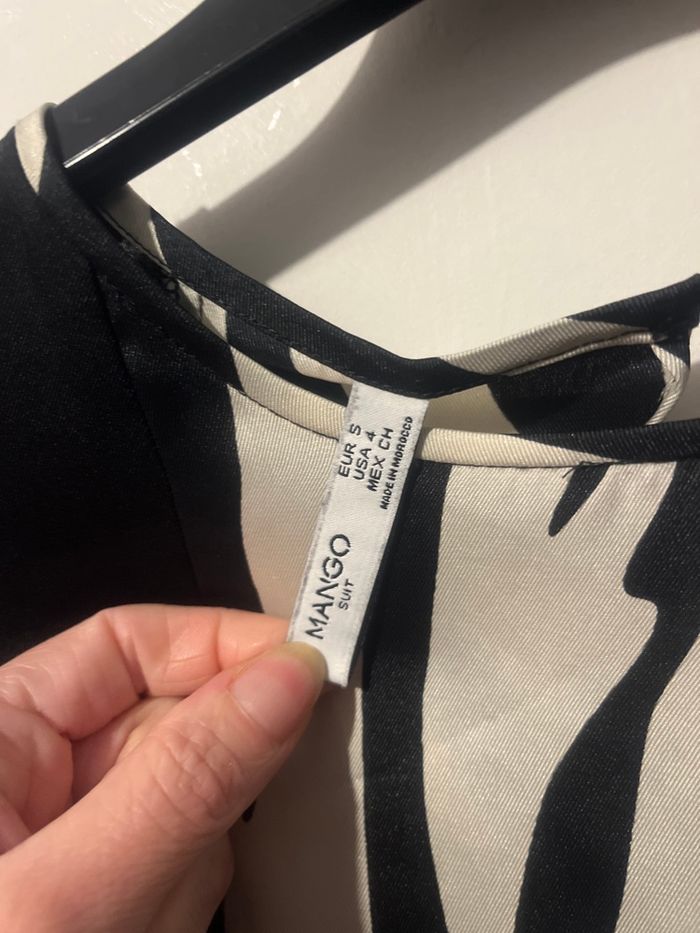 MANGO
SUIT
EUR S
USA 4
MEX CH
MADE IN MOROCCO